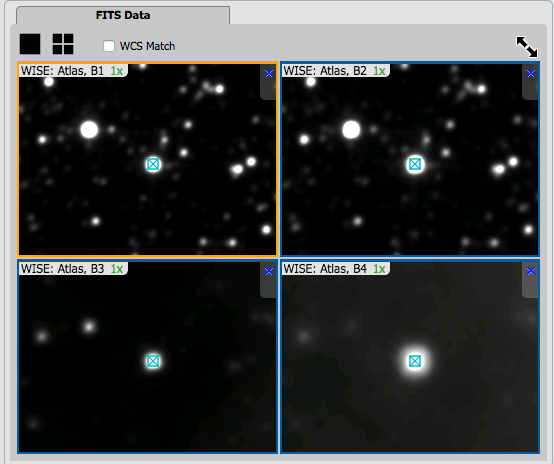 FITS Data
WCS Match
WISE: Atlas, B1 1x
WISE: Atlas, B2 1x
WISE: Atlas, B3 1x
WISE: Atlas, B4 1x